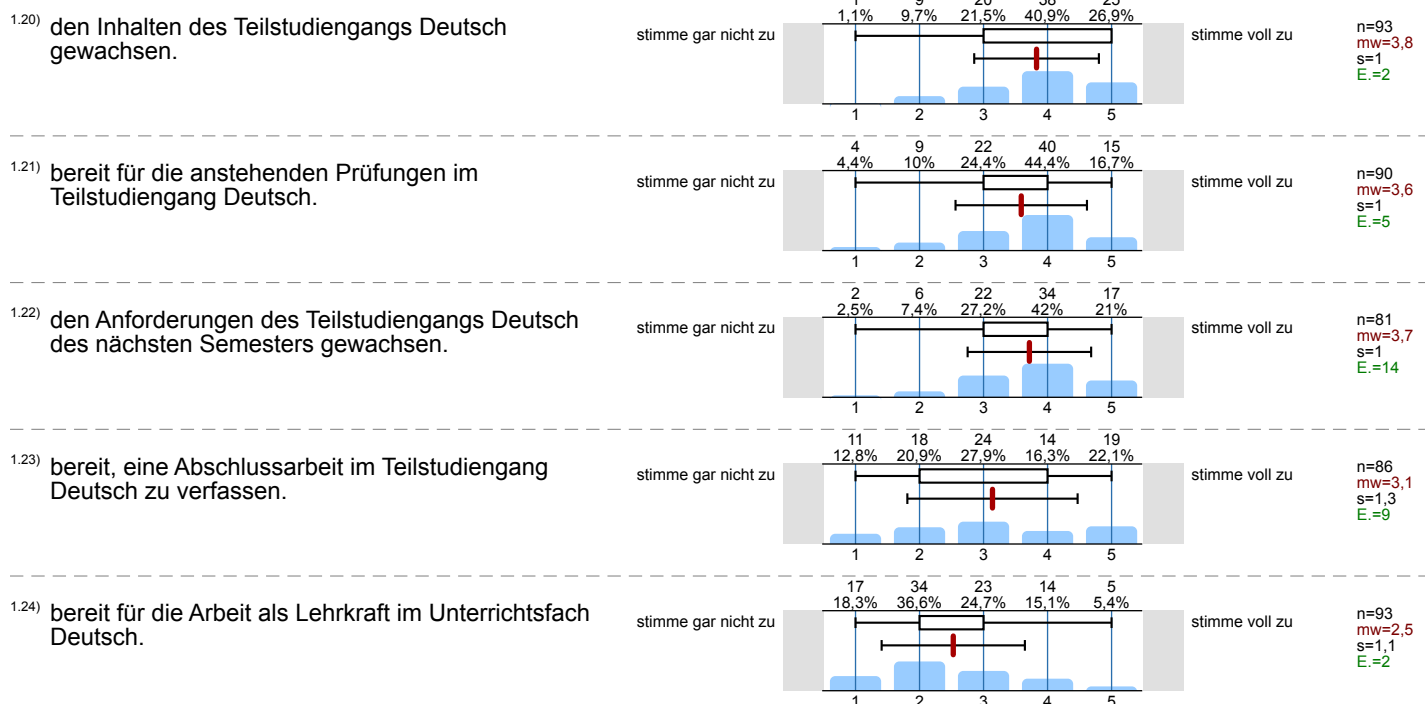 1 9 20 38 25
1,1% 9,7% 21,5% 40,9% 26,9%
1.20) den Inhalten des Teilstudiengangs Deutsch
gewachsen.
stimme gar nicht zu
stimme voll zu
n=93
mw=3,8
s=1
E.=2
1 2 3 4 5
4 9 22 40 15
4,4% 10% 24,4% 44,4% 16,7%
1.21) bereit für die anstehenden Prüfungen im
Teilstudiengang Deutsch.
stimme gar nicht zu
stimme voll zu
n=90
mw=3,6
s=1
E.=5
1 2 3 4 5
2 6 22 34 17
2,5% 7,4% 27,2% 42% 21%
1.22) den Anforderungen des Teilstudiengangs Deutsch
des nächsten Semesters gewachsen.
stimme gar nicht zu
stimme voll zu
n=81
mw=3,7
s=1
E.=14
1 2 3 4 5
11 18 24 14 19
12,8% 20,9% 27,9% 16,3% 22,1%
1.23) bereit, eine Abschlussarbeit im Teilstudiengang
Deutsch zu verfassen.
stimme gar nicht zu
stimme voll zu
n=86
mw=3,1
s=1,3
E.=9
1 2 3 4 5
17 34 23 14 5
18,3% 36,6% 24,7% 15,1% 5,4%
1.24) bereit für die Arbeit als Lehrkraft im Unterrichtsfach
Deutsch.
stimme gar nicht zu
stimme voll zu
n=93
mw=2,5
s=1,1
E.=2
1 2 3 4 5